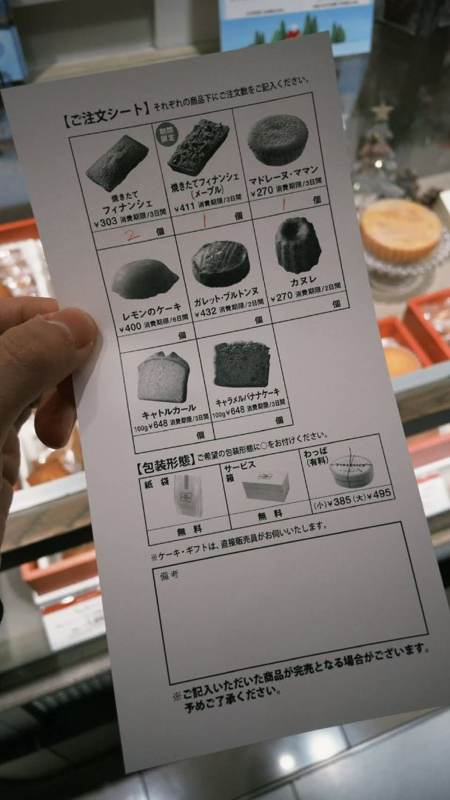 【ご注文シート】それぞれの商品下にご注文数をご記入ください。
焼きたて
フィナンシェ
¥303 消費期限/3日間
2 個
期間
限定
焼きたてフィナンシェ
(メープル)
¥411 消費期限/3日間
1 個
マドレーヌ・ママン
¥270 消費期限/3日間
1 個
レモンのケーキ
¥400 消費期限/6日間
個
ガレット・ブルトンヌ
¥432 消費期限/2日間
個
カヌレ
¥270 消費期限/2日間
個
キャトルカール
100g¥648 消費期限/3日間
個
キャラメルバナナケーキ
100g¥648 消費期限/3日間
個
【包装形態】ご希望の包装形態に○をお付けください。
紙袋
無料
サービス
箱
無料
わっぱ
(有料)
(小)¥385 (大)¥495
※ケーキ・ギフトは、直接販売員がお伺いいたします。
備考
※ご記入いただいた商品が完売となる場合がございます。
予めご了承ください。